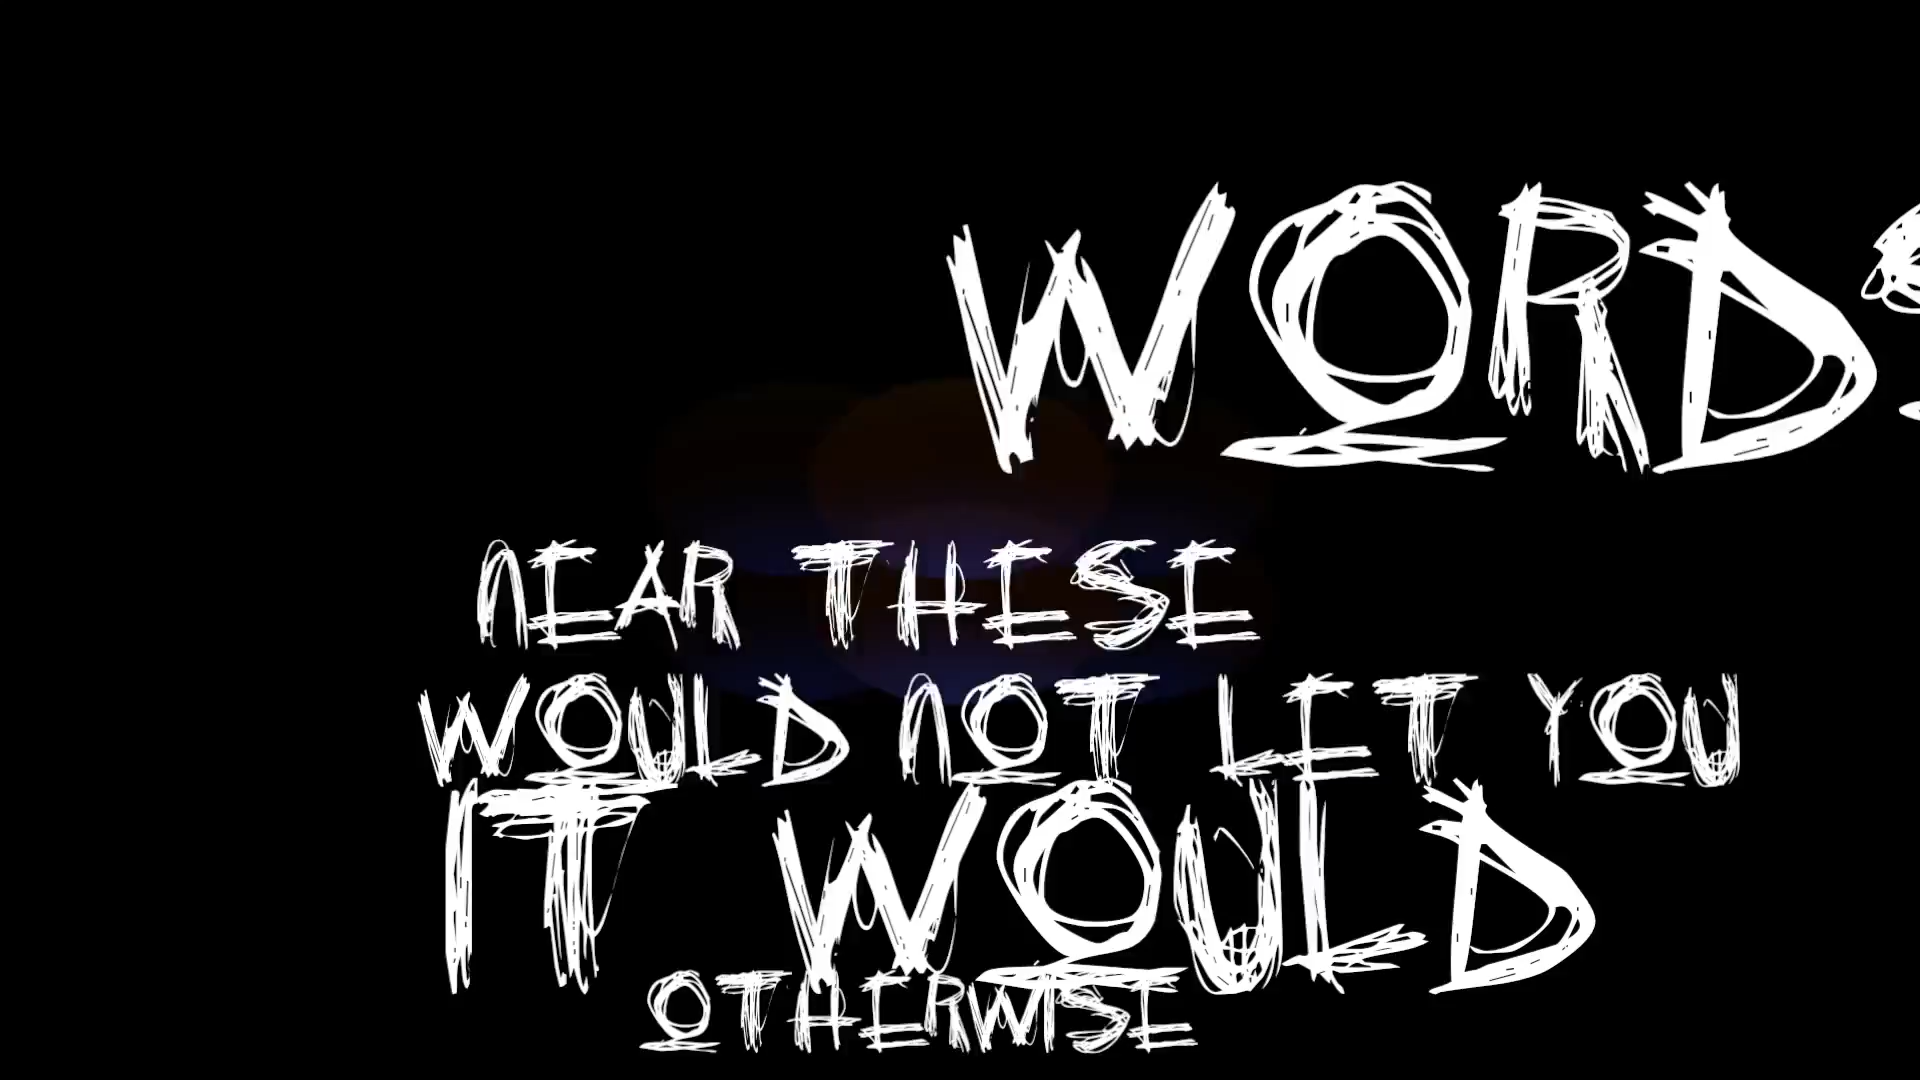 WORDS
NEAR THESE
WOULD NOT LET YOU
IT WOULD
OTHERWISE